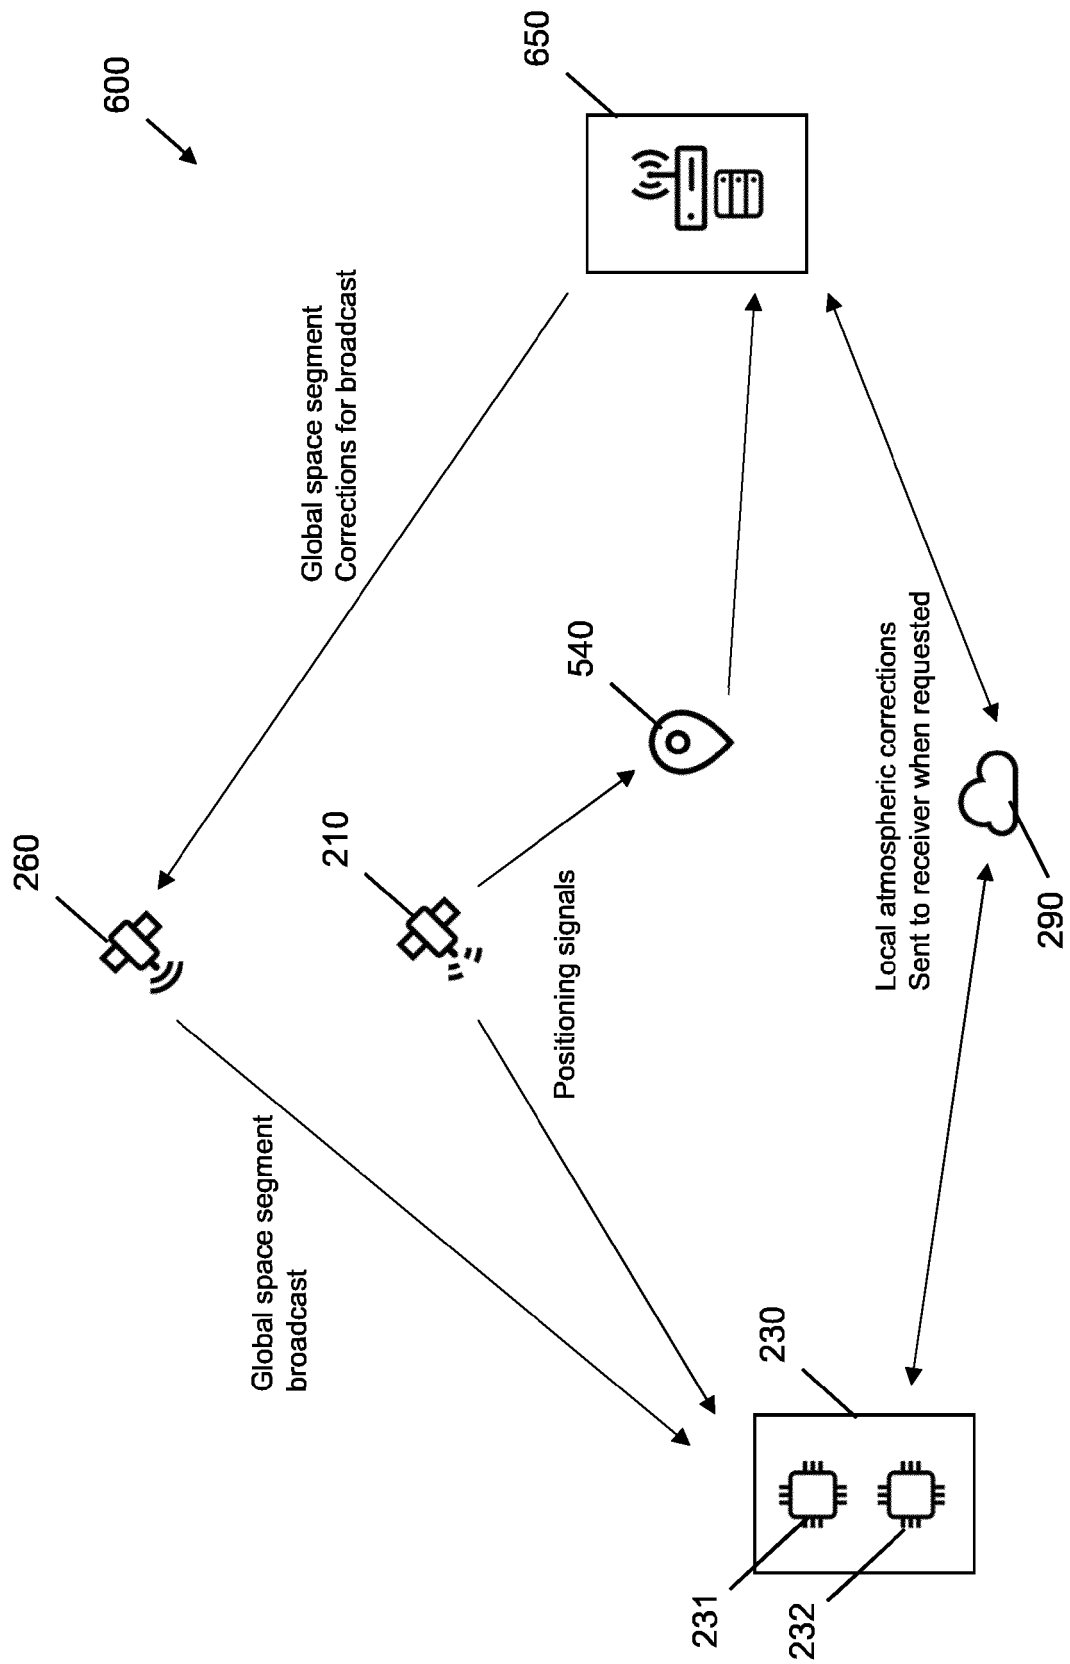 600
650
260
Global space segment
Corrections for broadcast
210
540
Global space segment
broadcast
Positioning signals
Local atmospheric corrections
Sent to receiver when requested
230
290
231
232